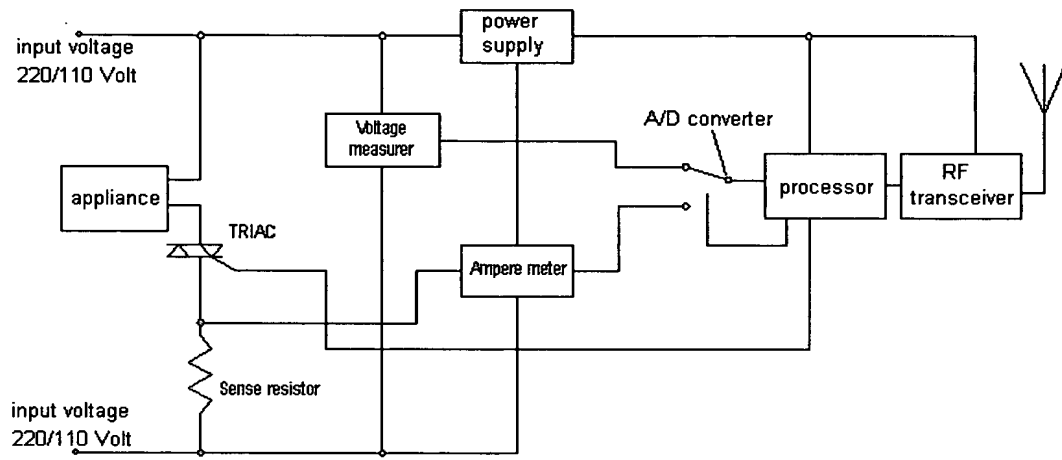 input voltage
220/110 Volt
power
supply
Voltage
measurer
A/D converter
appliance
TRIAC
processor
RF
transceiver
Ampere meter
Sense resistor
input voltage
220/110 Volt